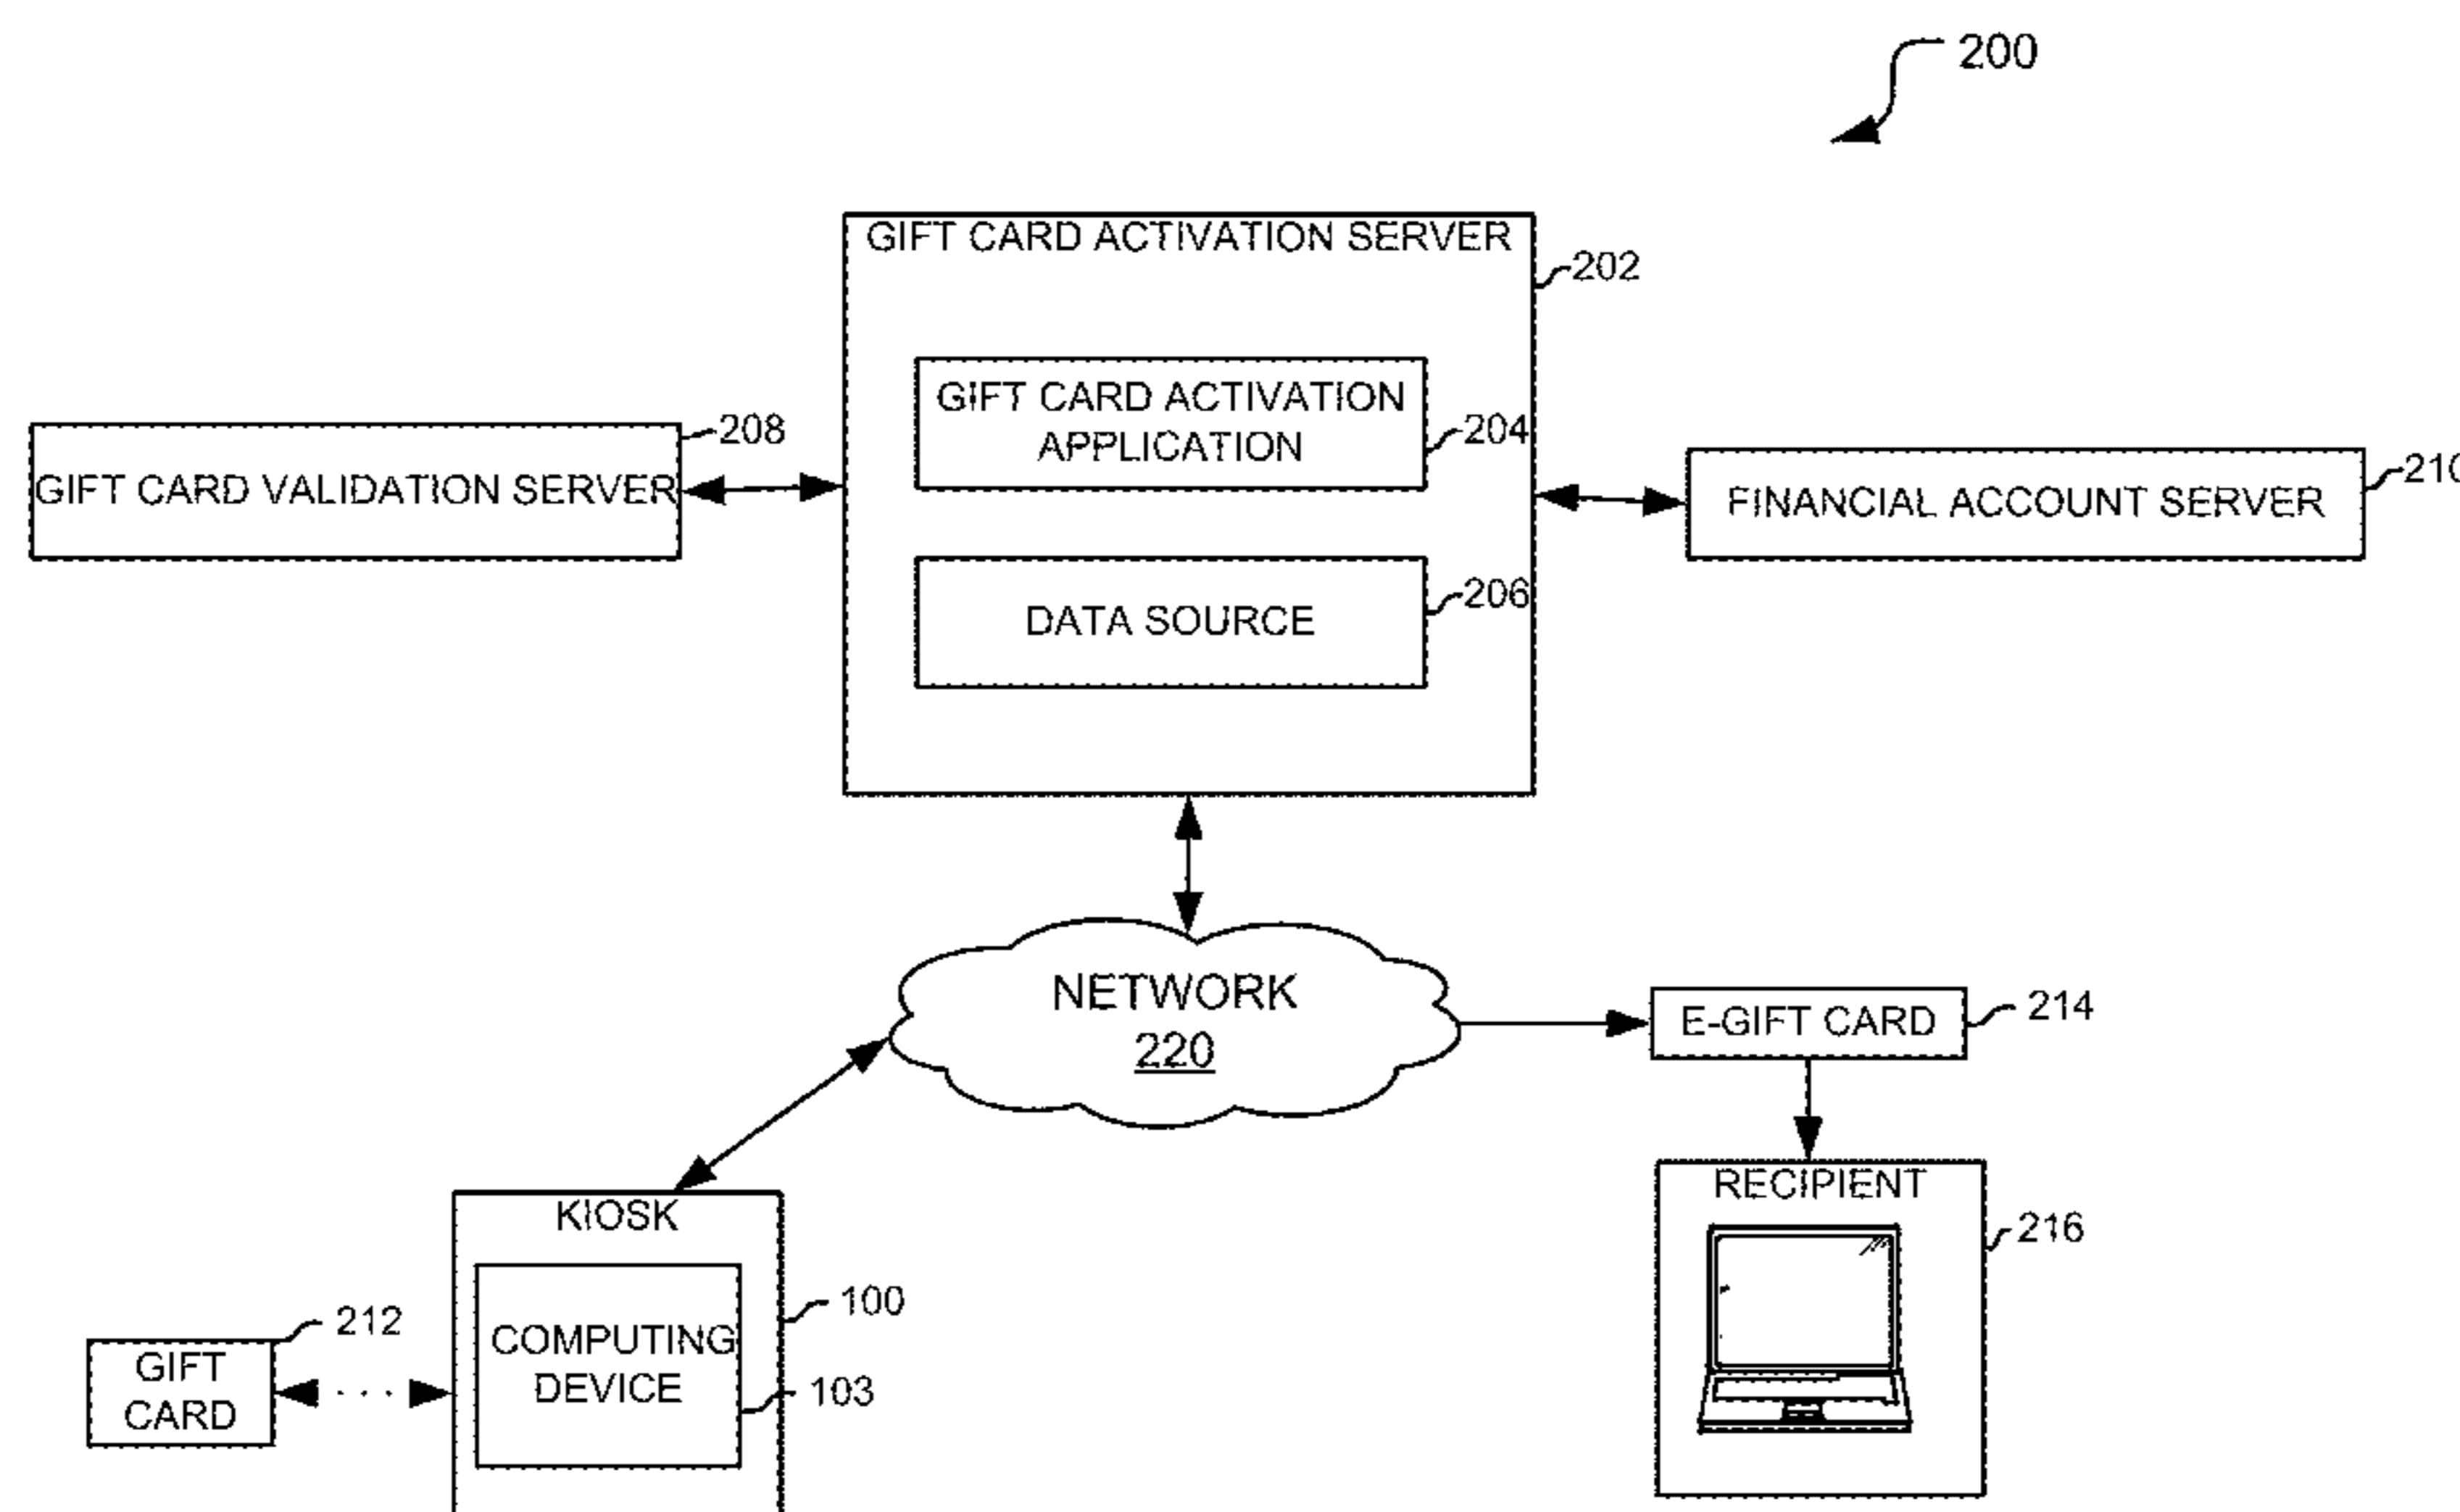 200
GIFT CARD ACTIVATION SERVER
202
GIFT CARD ACTIVATION
APPLICATION
204
208
GIFT CARD VALIDATION SERVER
210
FINANCIAL ACCOUNT SERVER
DATA SOURCE
206
NETWORK
220
E-GIFT CARD
214
RECIPIENT
216
KIOSK
100
COMPUTING
DEVICE
103
212
GIFT
CARD